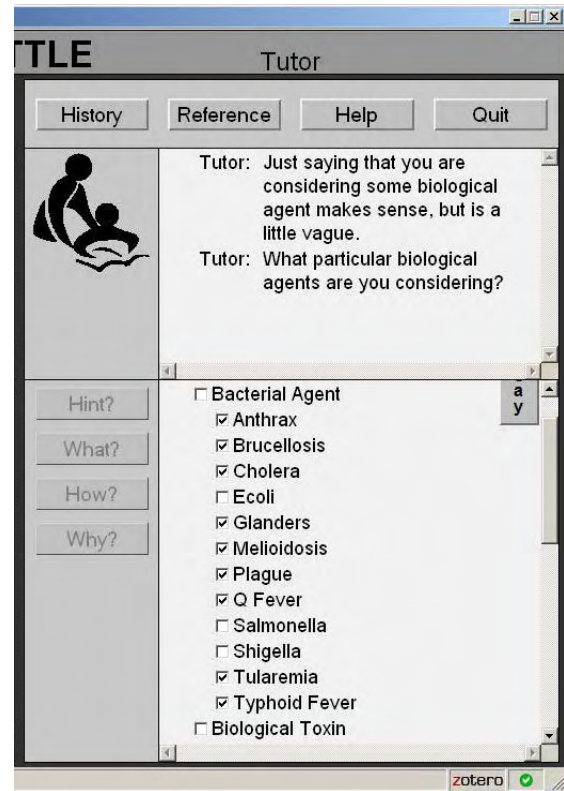 TTLE
Tutor
History Reference Help Quit
Tutor: Just saying that you are
considering some biological
agent makes sense, but is a
little vague.
Tutor: What particular biological
agents are you considering?
Hint?
What?
How?
Why?
Bacterial Agent
Anthrax
Brucellosis
Cholera
Ecoli
Glanders
Melioidosis
Plague
Q Fever
Salmonella
Shigella
Tularemia
Typhoid Fever
Biological Toxin
a
y
zotero